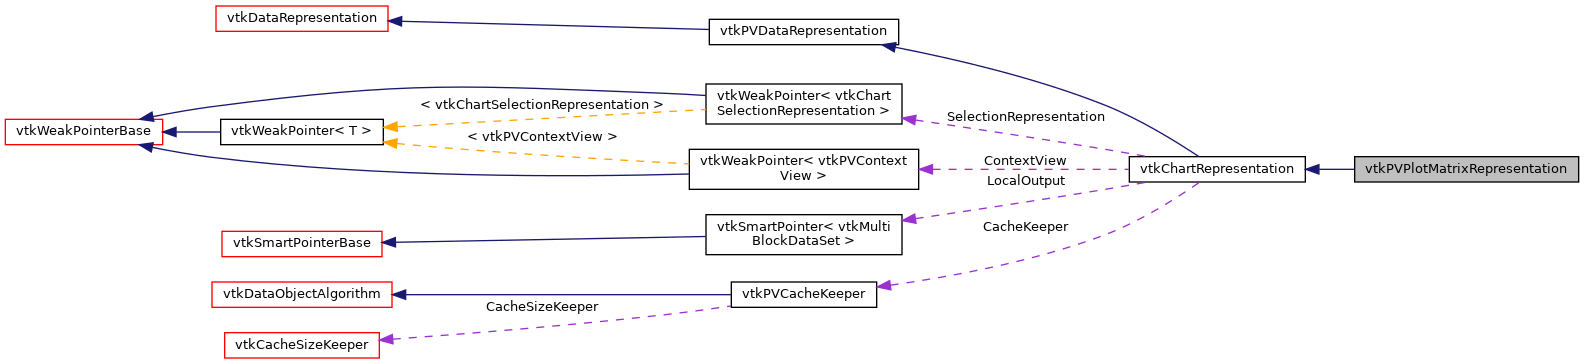 vtkDataRepresentation
vtkPVDataRepresentation
vtkWeakPointer< vtkChart
SelectionRepresentation >
< vtkChartSelectionRepresentation >
SelectionRepresentation
vtkWeakPointerBase
vtkWeakPointer< T >
< vtkPVContextView >
vtkWeakPointer< vtkPVContext
View >
ContextView
vtkChartRepresentation
vtkPVPlotMatrixRepresentation
LocalOutput
vtkSmartPointerBase
vtkSmartPointer< vtkMulti
BlockDataSet >
CacheKeeper
vtkDataObjectAlgorithm
vtkPVCacheKeeper
CacheSizeKeeper
vtkCacheSizeKeeper